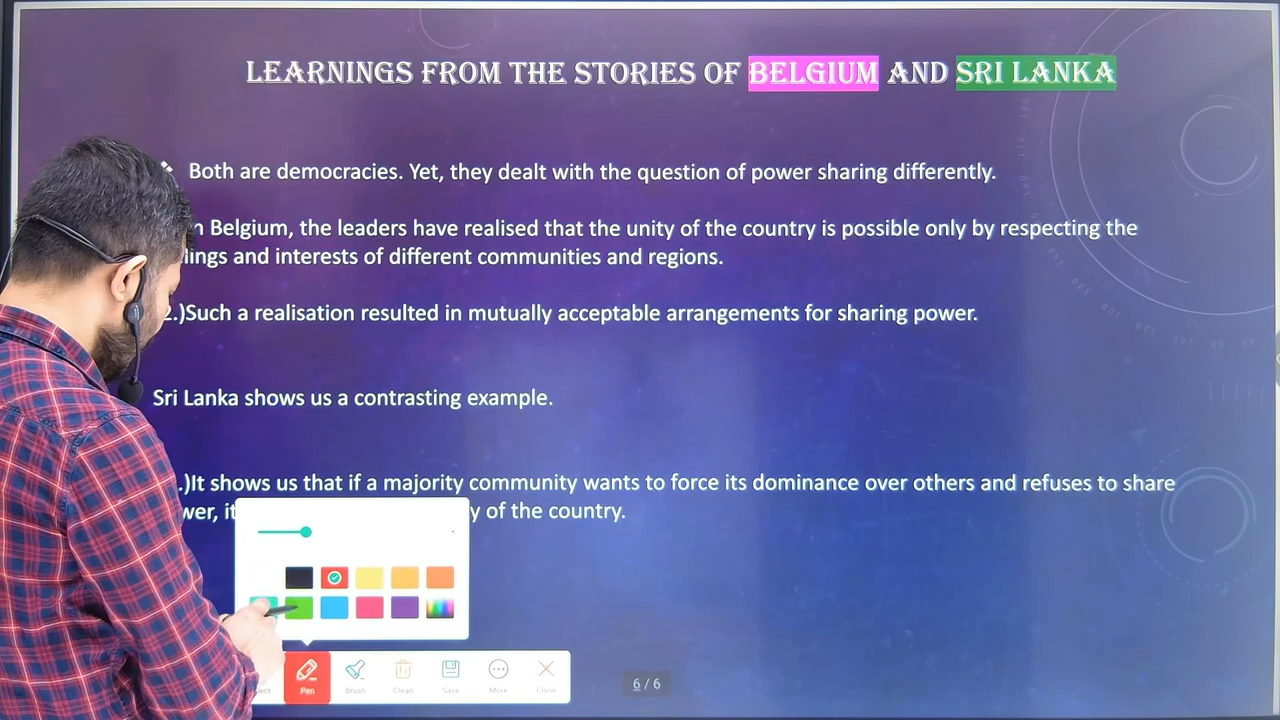 LEARNINGS FROM THE STORIES OF BELGIUM AND SRI LANKA
Both are democracies. Yet, they dealt with the question of power sharing differently.
n Belgium, the leaders have realised that the unity of the country is possible only by respecting the
lings and interests of different communities and regions.
2.)Such a realisation resulted in mutually acceptable arrangements for sharing power.
Sri Lanka shows us a contrasting example.
.)It shows us that if a majority community wants to force its dominance over others and refuses to share
wer, it y of the country.
ect Pen Brush Clean Save More Close
6/6